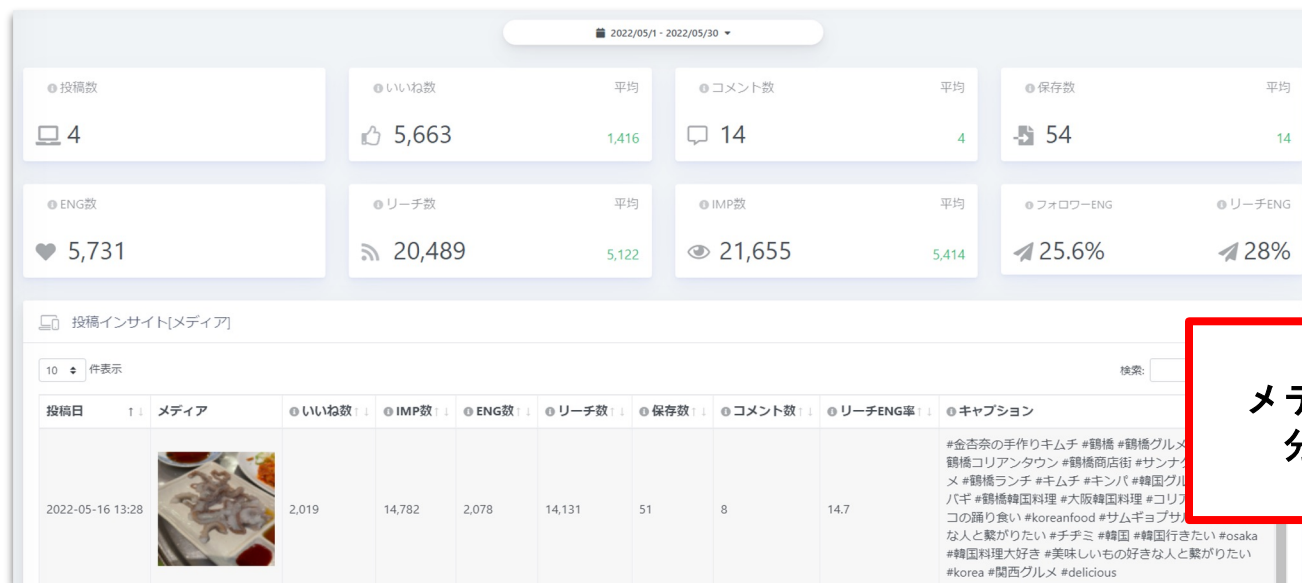 2022/05/1 - 2022/05/30
投稿数
4
いいね数 平均
5,663 1,416
コメント数 平均
14 4
保存数 平均
54 14
ENG数
5,731
リーチ数 平均
20,489 5,122
IMP数 平均
21,655 5,414
フォロワーENG リーチENG
25.6% 28%
投稿インサイト[メディア]
10 件表示
検索:
投稿日 メディア いいね数 IMP数 ENG数 リーチ数 保存数 コメント数 リーチENG率 キャプション
2022-05-16 13:28 2,019 14,782 2,078 14,131 51 8 14.7
#金杏奈の手作りキムチ #鶴橋 #鶴橋グルメ
鶴橋コリアンタウン #鶴橋商店街 #サンナク
メ #鶴橋ランチ #キムチ #キンパ #韓国グル
バギ #鶴橋韓国料理 #大阪韓国料理 #コリア
コの踊り食い #koreanfood #サムギョプサル
な人と繋がりたい #チヂミ #韓国 #韓国行きたい #osaka
#韓国料理大好き #美味しいもの好きな人と繋がりたい
#korea #関西グルメ #delicious
メデ
分